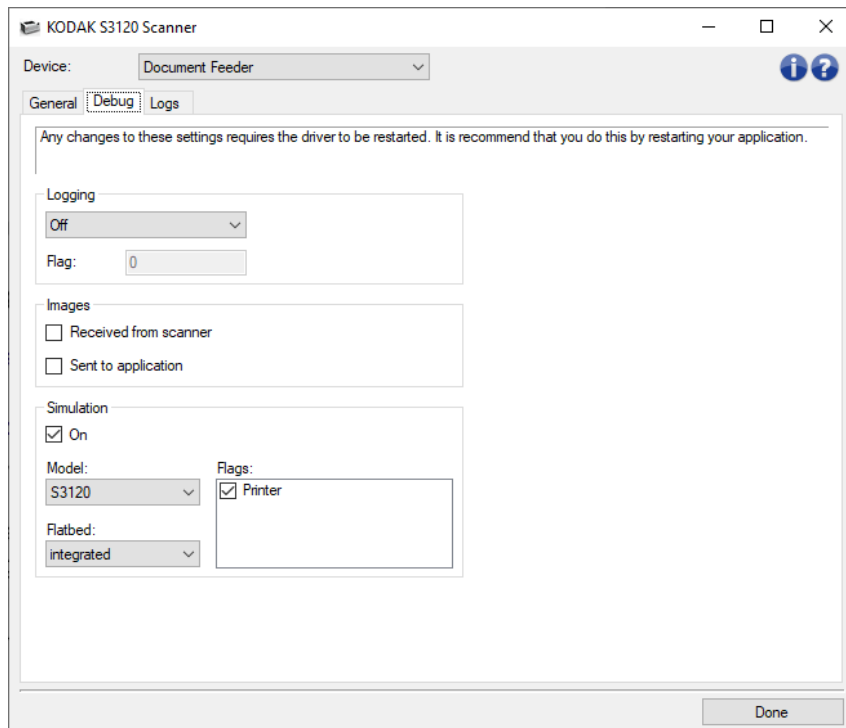 KODAK S3120 Scanner
Device:
Document Feeder
General
Debug
Logs
Any changes to these settings requires the driver to be restarted. It is recommend that you do this by restarting your application.
Logging
Off
Flag:
0
Images
Received from scanner
Sent to application
Simulation
On
Model:
Flags:
S3120
Printer
Flatbed:
integrated
Done